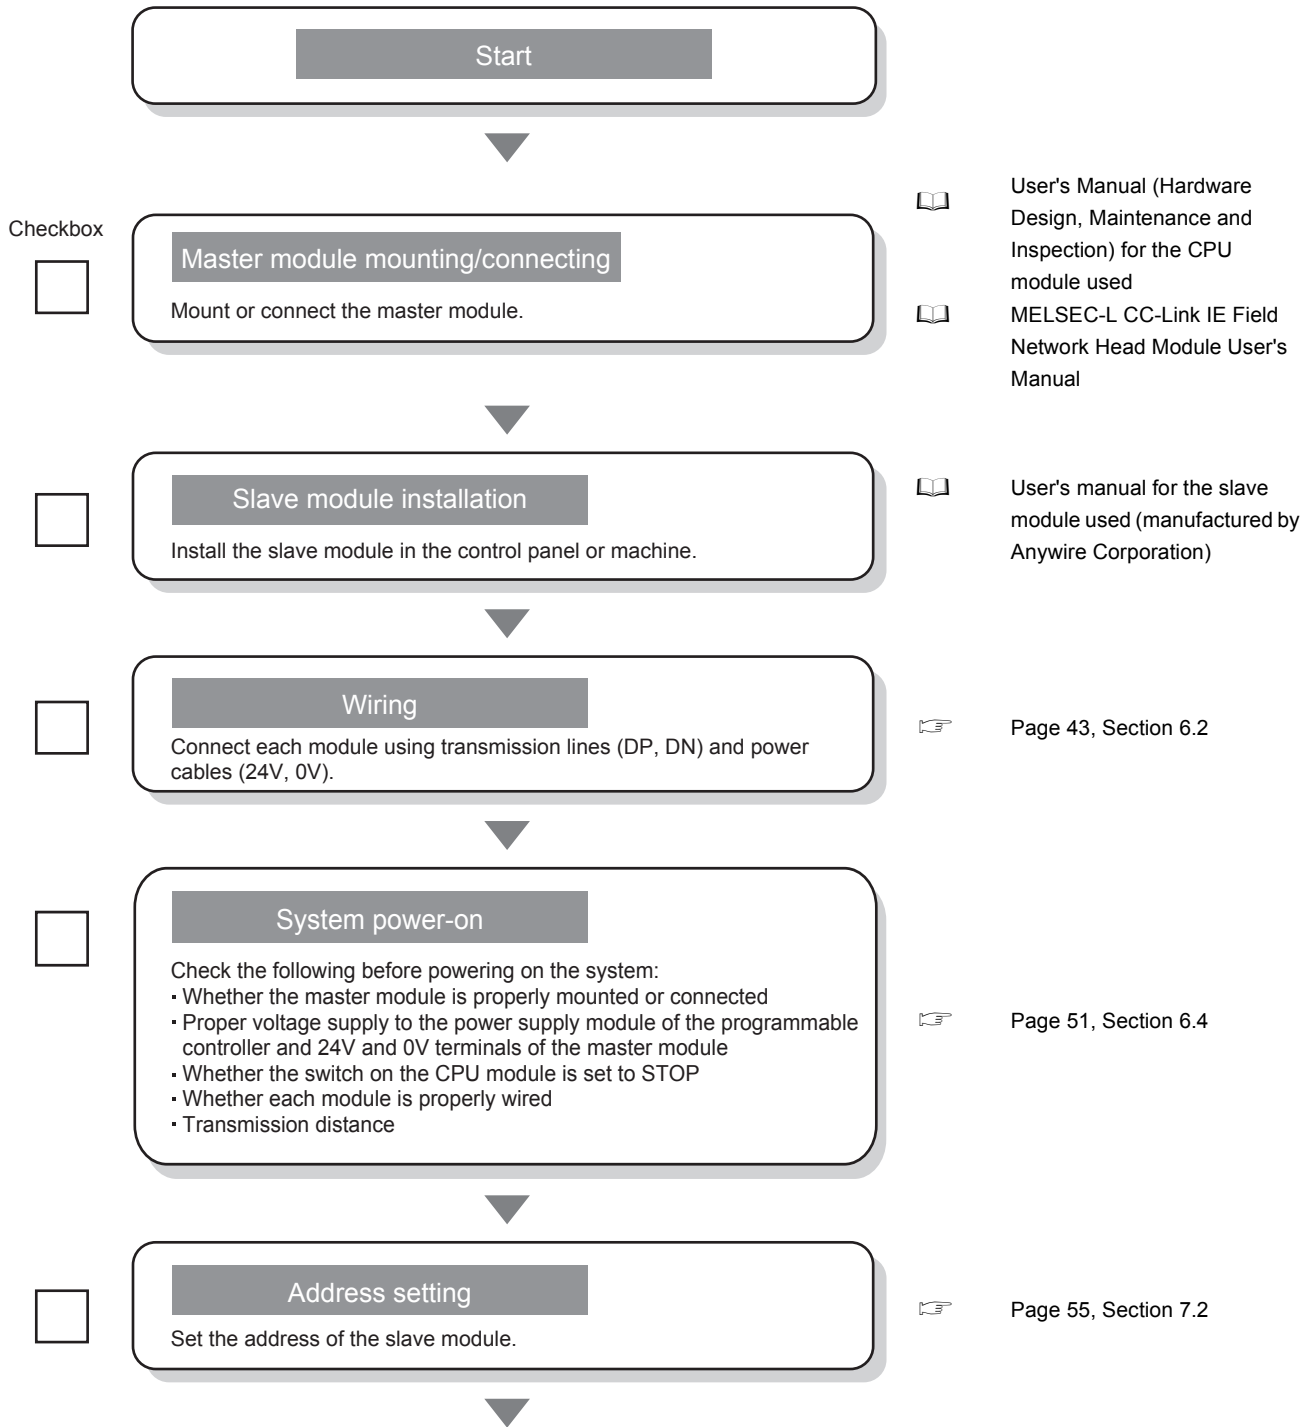 Start
Checkbox
Master module mounting/connecting
Mount or connect the master module.
User's Manual (Hardware
Design, Maintenance and
Inspection) for the CPU
module used
MELSEC-L CC-Link IE Field
Network Head Module User's
Manual
Slave module installation
Install the slave module in the control panel or machine.
User's manual for the slave
module used (manufactured by
Anywire Corporation)
Wiring
Connect each module using transmission lines (DP, DN) and power
cables (24V, 0V).
Page 43, Section 6.2
System power-on
Check the following before powering on the system:
· Whether the master module is properly mounted or connected
· Proper voltage supply to the power supply module of the programmable
controller and 24V and 0V terminals of the master module
· Whether the switch on the CPU module is set to STOP
· Whether each module is properly wired
· Transmission distance
Page 51, Section 6.4
Address setting
Set the address of the slave module.
Page 55, Section 7.2